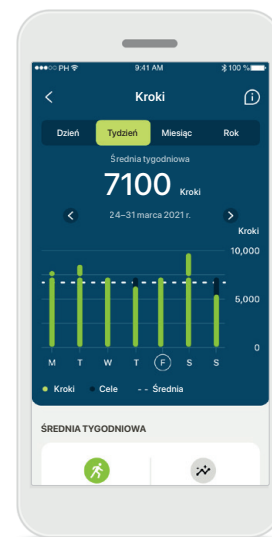 PH 9:41 AM 100 %
Kroki
Dzień Tydzień Miesiąc Rok
Średnia tygodniowa
7100 Kroki
24–31 marca 2021 r.
Kroki
10,000
5,000
0
M T W T F S S
Kroki Cele - - Średnia
ŚREDNIA TYGODNIOWA